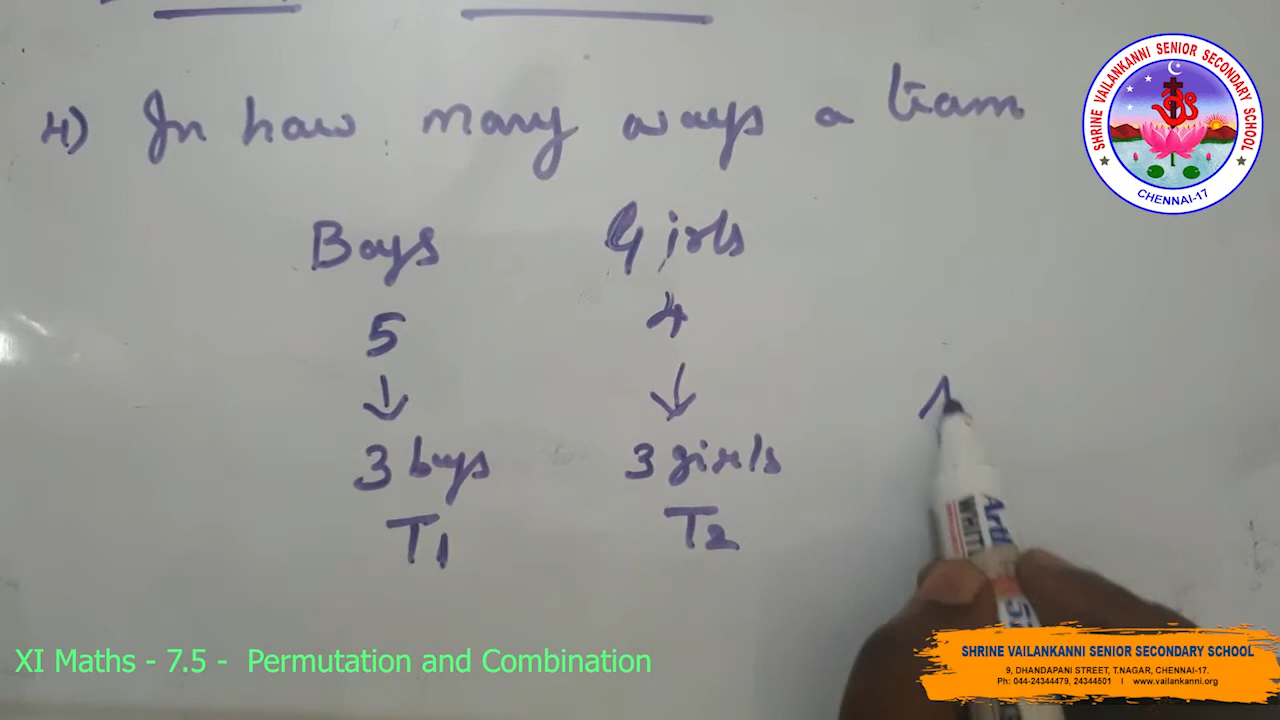 4) In how many ways a team
Boys Girls
5 4
3 boys 3 girls
T1 T2
Artline
5
SHRINE VAILANKANNI SENIOR SECONDARY SCHOOL
CHENNAI-17
XI Maths - 7.5 - Permutation and Combination
SHRINE VAILANKANNI SENIOR SECONDARY SCHOOL
9, DHANDAPANI STREET, T.NAGAR, CHENNAI-17.
Ph: 044-24344479, 24344501 I www.vailankanni.org